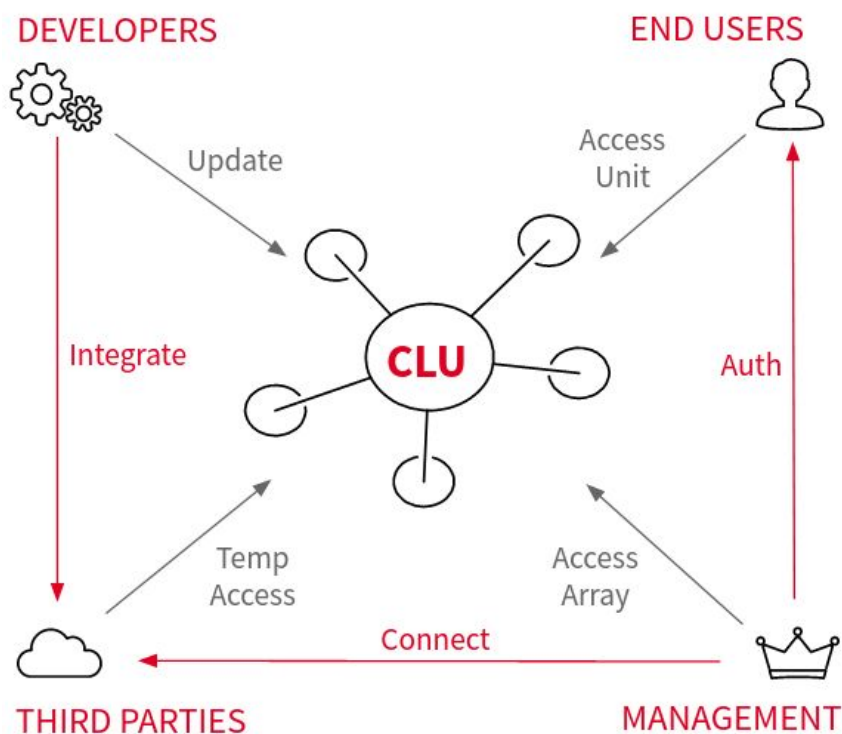 DEVELOPERS
END USERS
Update
Access
Unit
Integrate
CLU
Auth
Temp
Access
Access
Array
Connect
THIRD PARTIES
MANAGEMENT